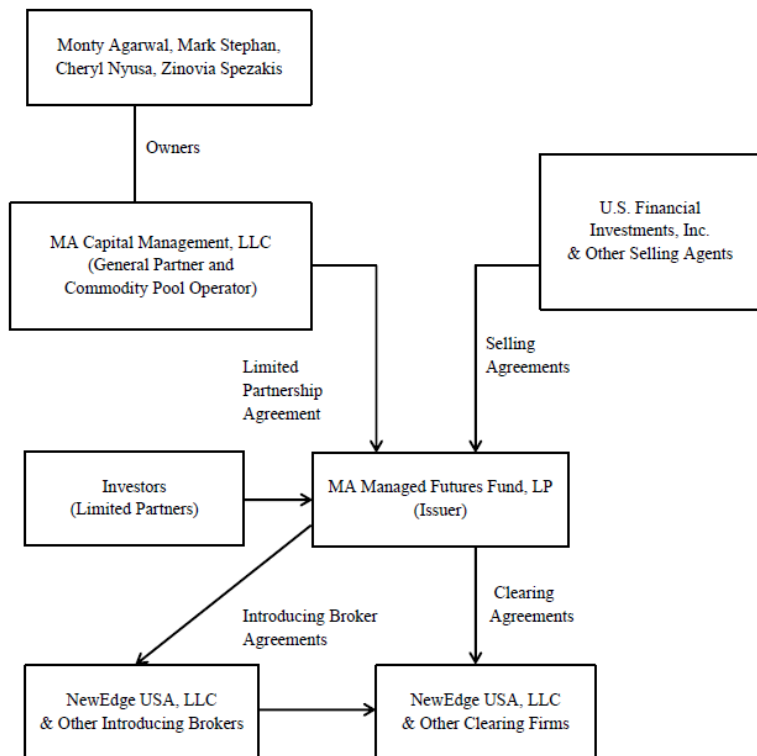 Monty Agarwal, Mark Stephan,
Cheryl Nyusa, Zinovia Spezakis
Owners
U.S. Financial
Investments, Inc.
& Other Selling Agents
MA Capital Management, LLC
(General Partner and
Commodity Pool Operator)
Limited
Partnership
Agreement
Selling
Agreements
Investors
(Limited Partners)
MA Managed Futures Fund, LP
(Issuer)
Introducing Broker
Agreements
Clearing
Agreements
NewEdge USA, LLC
& Other Introducing Brokers
NewEdge USA, LLC
& Other Clearing Firms